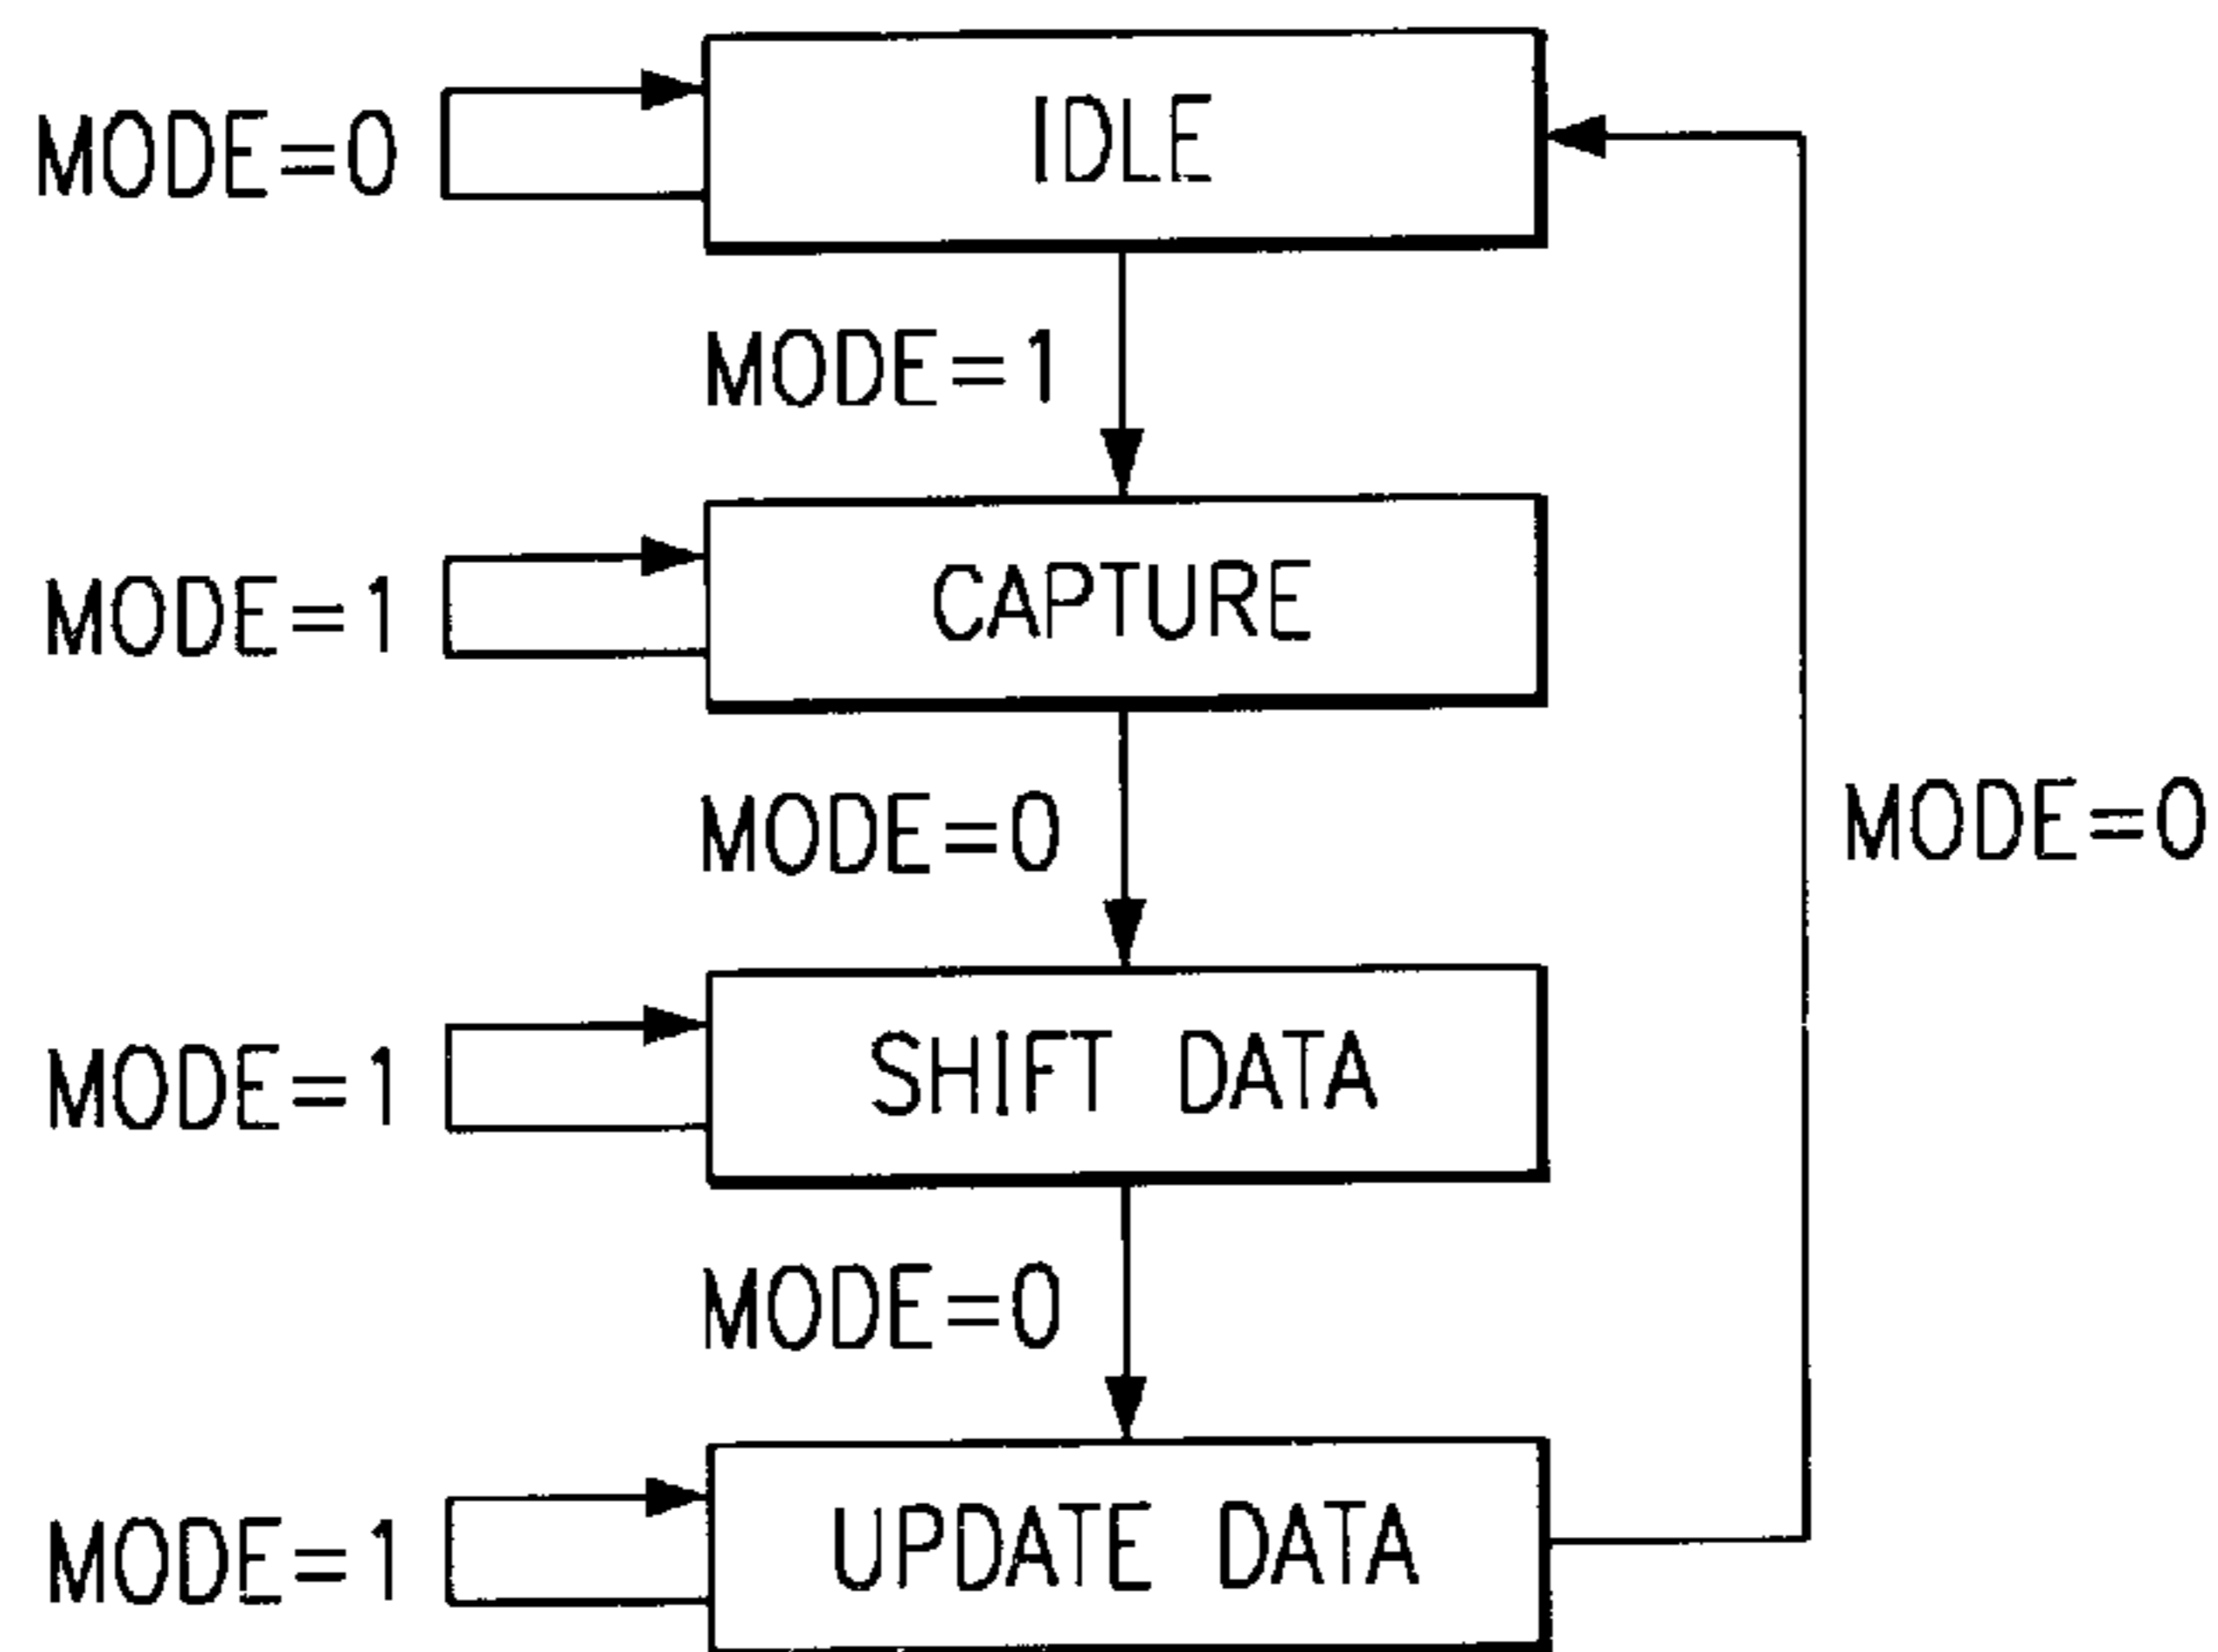 IDLE
MODE=0
MODE=1
CAPTURE
MODE=1
MODE=0
MODE=0
SHIFT DATA
MODE=1
MODE=0
UPDATE DATA
MODE=1